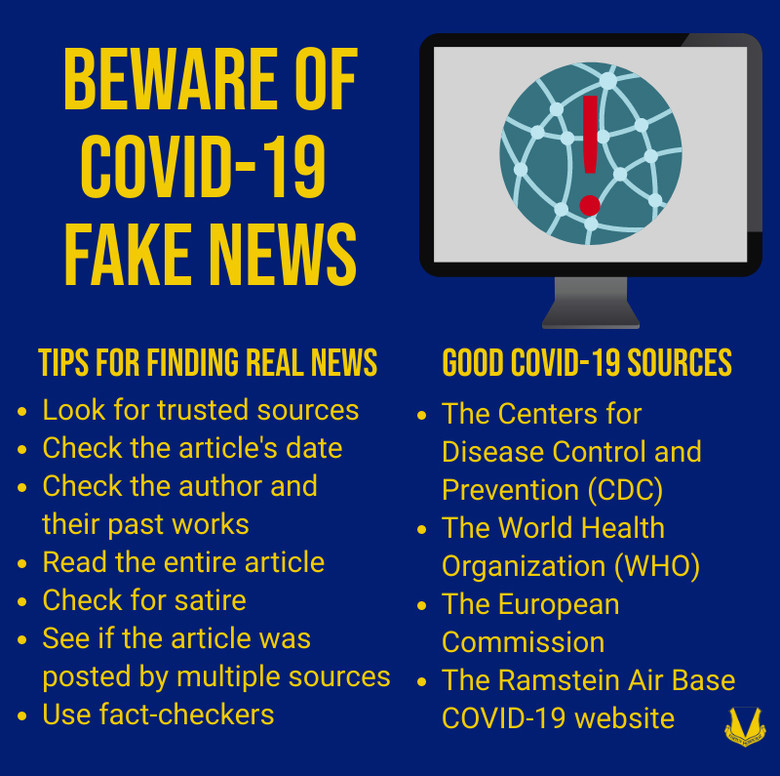 BEWARE OF
COVID-19
FAKE NEWS
TIPS FOR FINDING REAL NEWS
• Look for trusted sources
• Check the article's date
• Check the author and
their past works
• Read the entire article
• Check for satire
• See if the article was
posted by multiple sources
• Use fact-checkers
GOOD COVID-19 SOURCES
• The Centers for
Disease Control and
Prevention (CDC)
• The World Health
Organization (WHO)
• The European
Commission
• The Ramstein Air Base
COVID-19 website